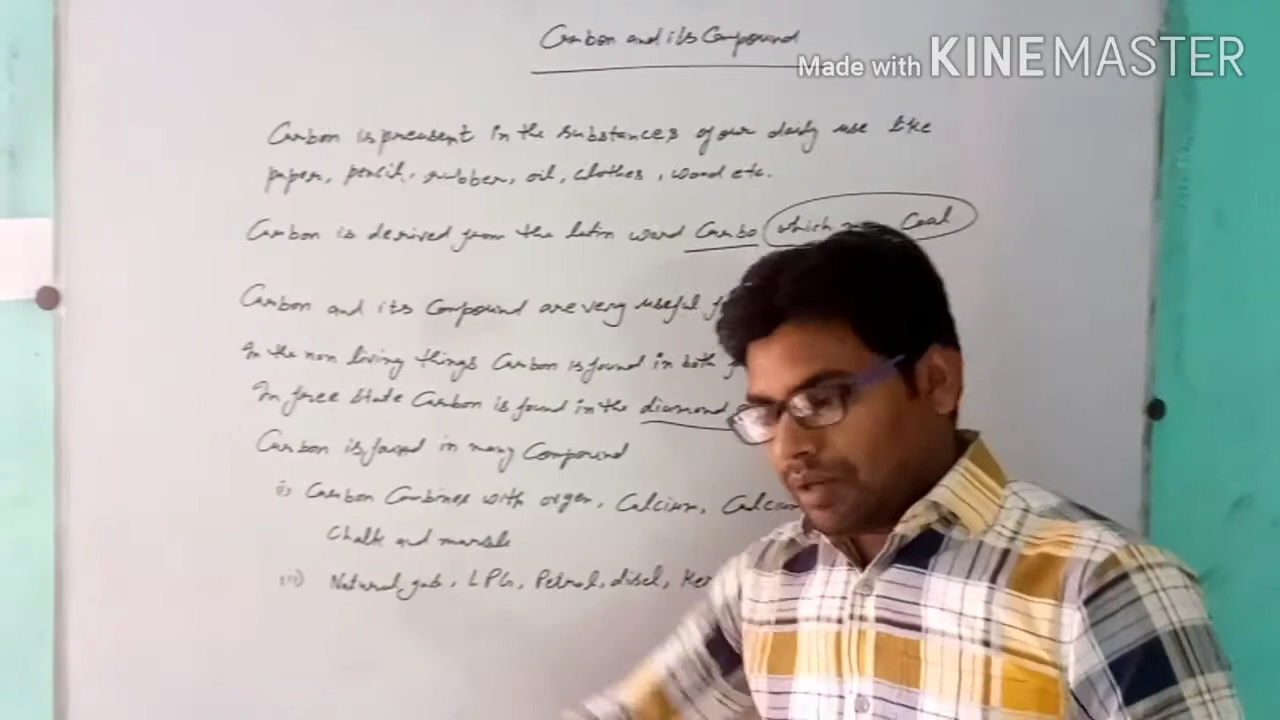 Carbon and its Compound
Made with KINEMASTER
Carbon is preasent in the substances of our daily use like
paper, pencil, rubber, oil, clothes, wood etc.
Carbon is derived from the latin word Carbo which Coal
Carbon and its Compound are very useful
In the non living things Carbon is found in both
In free State Carbon is found in the diamond
Carbon is found in many Compound
i) Carbon Combines with , Calcium, Calcium
Chalk and marble
ii) Natural gas, LPG, Petrol, disel,